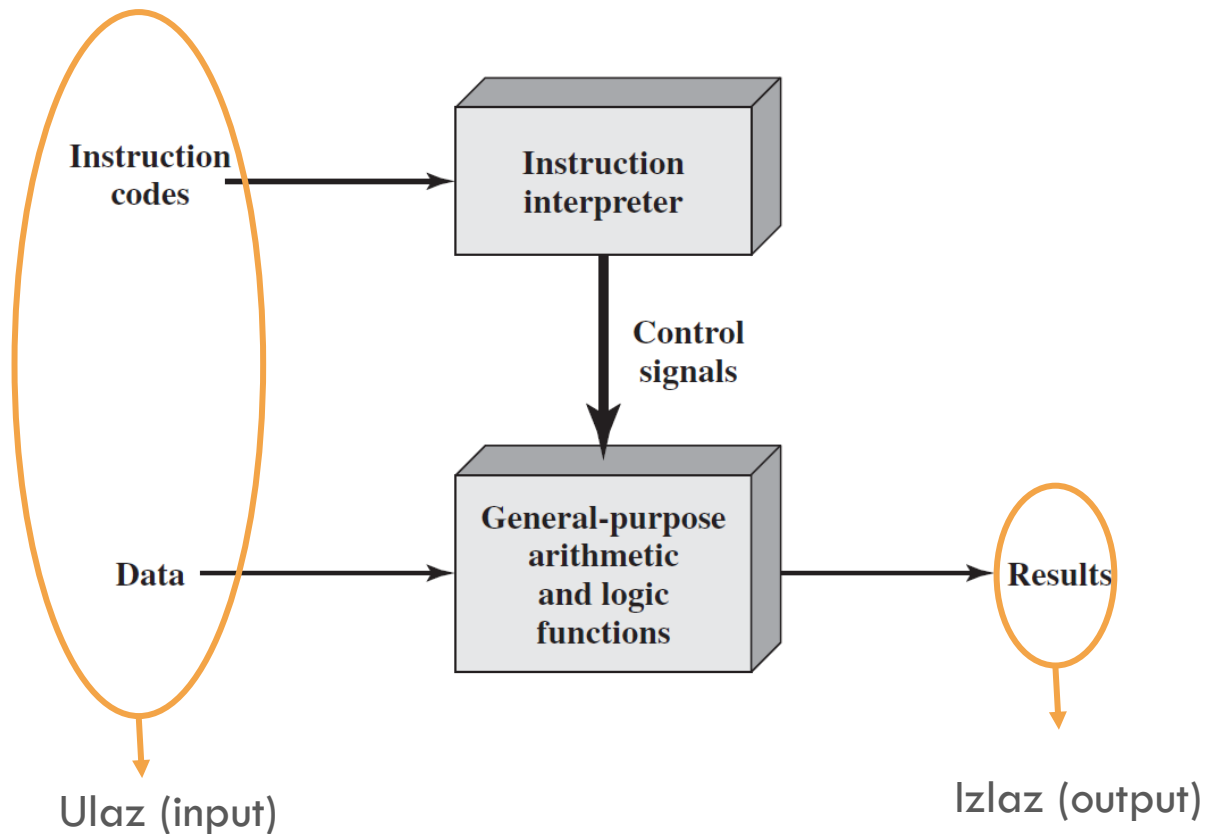 Instruction
codes
Instruction
interpreter
Control
signals
Data
General-purpose
arithmetic
and logic
functions
Results
Ulaz (input)
Izlaz (output)